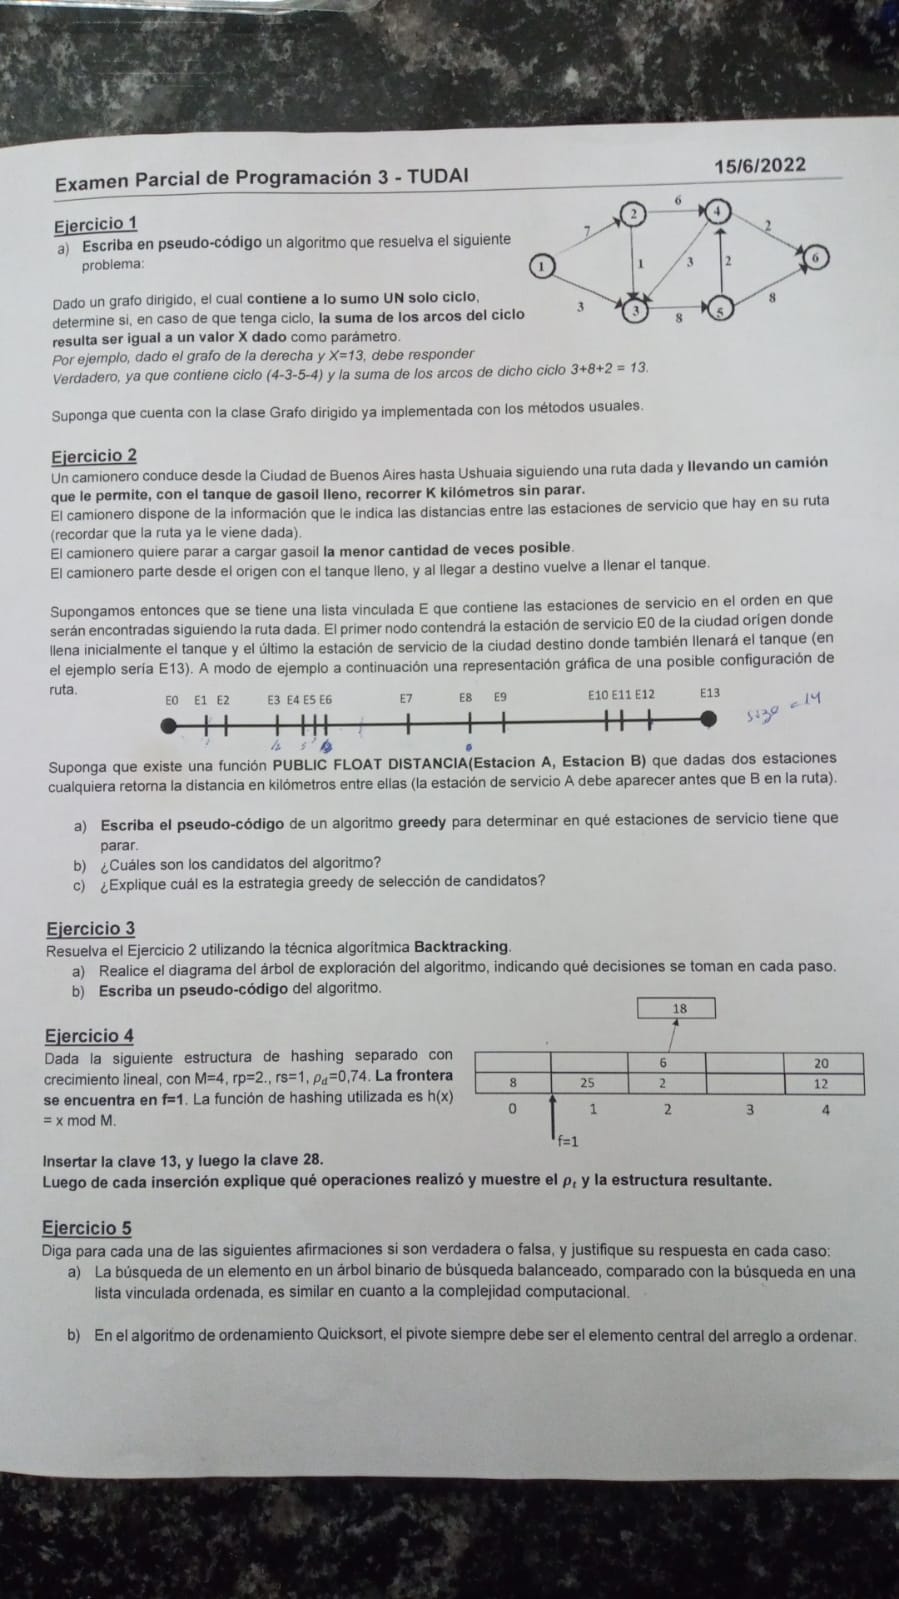 Examen Parcial de Programación 3 - TUDAI
15/6/2022
Ejercicio 1
a) Escriba en pseudo-código un algoritmo que resuelva el siguiente
problema:
Dado un grafo dirigido, el cual contiene a lo sumo UN solo ciclo,
determine si, en caso de que tenga ciclo, la suma de los arcos del ciclo
resulta ser igual a un valor X dado como parámetro.
Por ejemplo, dado el grafo de la derecha y X=13, debe responder
Verdadero, ya que contiene ciclo (4-3-5-4) y la suma de los arcos de dicho ciclo 3+8+2 = 13.
2 6 4
7 2
1 1 3 2 6
3 3 8 5 8
Suponga que cuenta con la clase Grafo dirigido ya implementada con los métodos usuales.
Ejercicio 2
Un camionero conduce desde la Ciudad de Buenos Aires hasta Ushuaia siguiendo una ruta dada y llevando un camión
que le permite, con el tanque de gasoil lleno, recorrer K kilómetros sin parar.
El camionero dispone de la información que le indica las distancias entre las estaciones de servicio que hay en su ruta
(recordar que la ruta ya le viene dada).
El camionero quiere parar a cargar gasoil la menor cantidad de veces posible.
El camionero parte desde el origen con el tanque lleno, y al llegar a destino vuelve a llenar el tanque.
Supongamos entonces que se tiene una lista vinculada E que contiene las estaciones de servicio en el orden en que
serán encontradas siguiendo la ruta dada. El primer nodo contendrá la estación de servicio E0 de la ciudad origen donde
llena inicialmente el tanque y el último la estación de servicio de la ciudad destino donde también llenará el tanque (en
el ejemplo sería E13). A modo de ejemplo a continuación una representación gráfica de una posible configuración de
ruta.
E0 E1 E2 E3 E4 E5 E6 E7 E8 E9 E10 E11 E12 E13
size = 14
Suponga que existe una función PUBLIC FLOAT DISTANCIA(Estacion A, Estacion B) que dadas dos estaciones
cualquiera retorna la distancia en kilómetros entre ellas (la estación de servicio A debe aparecer antes que B en la ruta).
a) Escriba el pseudo-código de un algoritmo greedy para determinar en qué estaciones de servicio tiene que
parar.
b) ¿Cuáles son los candidatos del algoritmo?
c) ¿Explique cuál es la estrategia greedy de selección de candidatos?
Ejercicio 3
Resuelva el Ejercicio 2 utilizando la técnica algorítmica Backtracking.
a) Realice el diagrama del árbol de exploración del algoritmo, indicando qué decisiones se toman en cada paso.
b) Escriba un pseudo-código del algoritmo.
Ejercicio 4
Dada la siguiente estructura de hashing separado con
crecimiento lineal, con M=4, rp=2., rs=1, ρd=0,74. La frontera
se encuentra en f=1. La función de hashing utilizada es h(x)
= x mod M.
18
6 20
8 25 2 12
0 1 2 3 4
f=1
Insertar la clave 13, y luego la clave 28.
Luego de cada inserción explique qué operaciones realizó y muestre el ρt y la estructura resultante.
Ejercicio 5
Diga para cada una de las siguientes afirmaciones si son verdadera o falsa, y justifique su respuesta en cada caso:
a) La búsqueda de un elemento en un árbol binario de búsqueda balanceado, comparado con la búsqueda en una
lista vinculada ordenada, es similar en cuanto a la complejidad computacional.
b) En el algoritmo de ordenamiento Quicksort, el pivote siempre debe ser el elemento central del arreglo a ordenar.